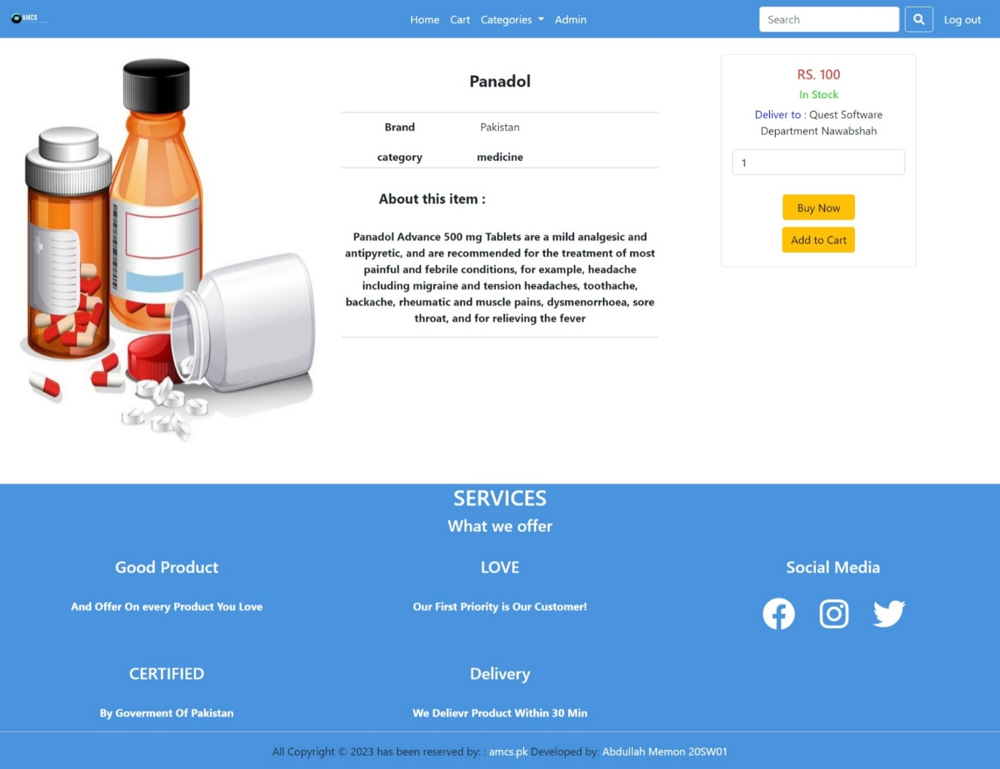 AMCS
Home Cart Categories Admin
Search
Log out
Panadol
Brand Pakistan
category medicine
About this item :
Panadol Advance 500 mg Tablets are a mild analgesic and
antipyretic, and are recommended for the treatment of most
painful and febrile conditions, for example, headache
including migraine and tension headaches, toothache,
backache, rheumatic and muscle pains, dysmenorrhoea, sore
throat, and for relieving the fever
RS. 100
In Stock
Deliver to : Quest Software
Department Nawabshah
1
Buy Now
Add to Cart
SERVICES
What we offer
Good Product
And Offer On every Product You Love
LOVE
Our First Priority is Our Customer!
Social Media
CERTIFIED
By Goverment Of Pakistan
Delivery
We Delievr Product Within 30 Min
All Copyright © 2023 has been reserved by: : amcs.pk Developed by: Abdullah Memon 20SW01